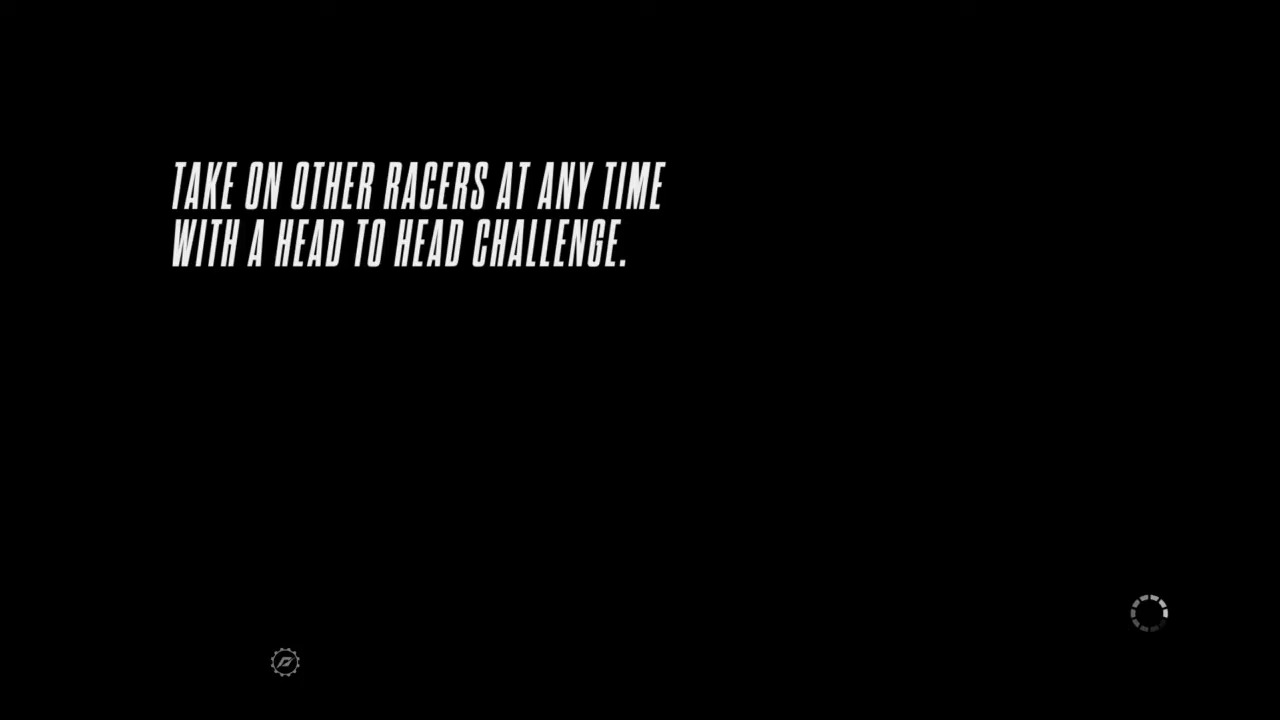 TAKE ON OTHER RACERS AT ANY TIME
WITH A HEAD TO HEAD CHALLENGE.